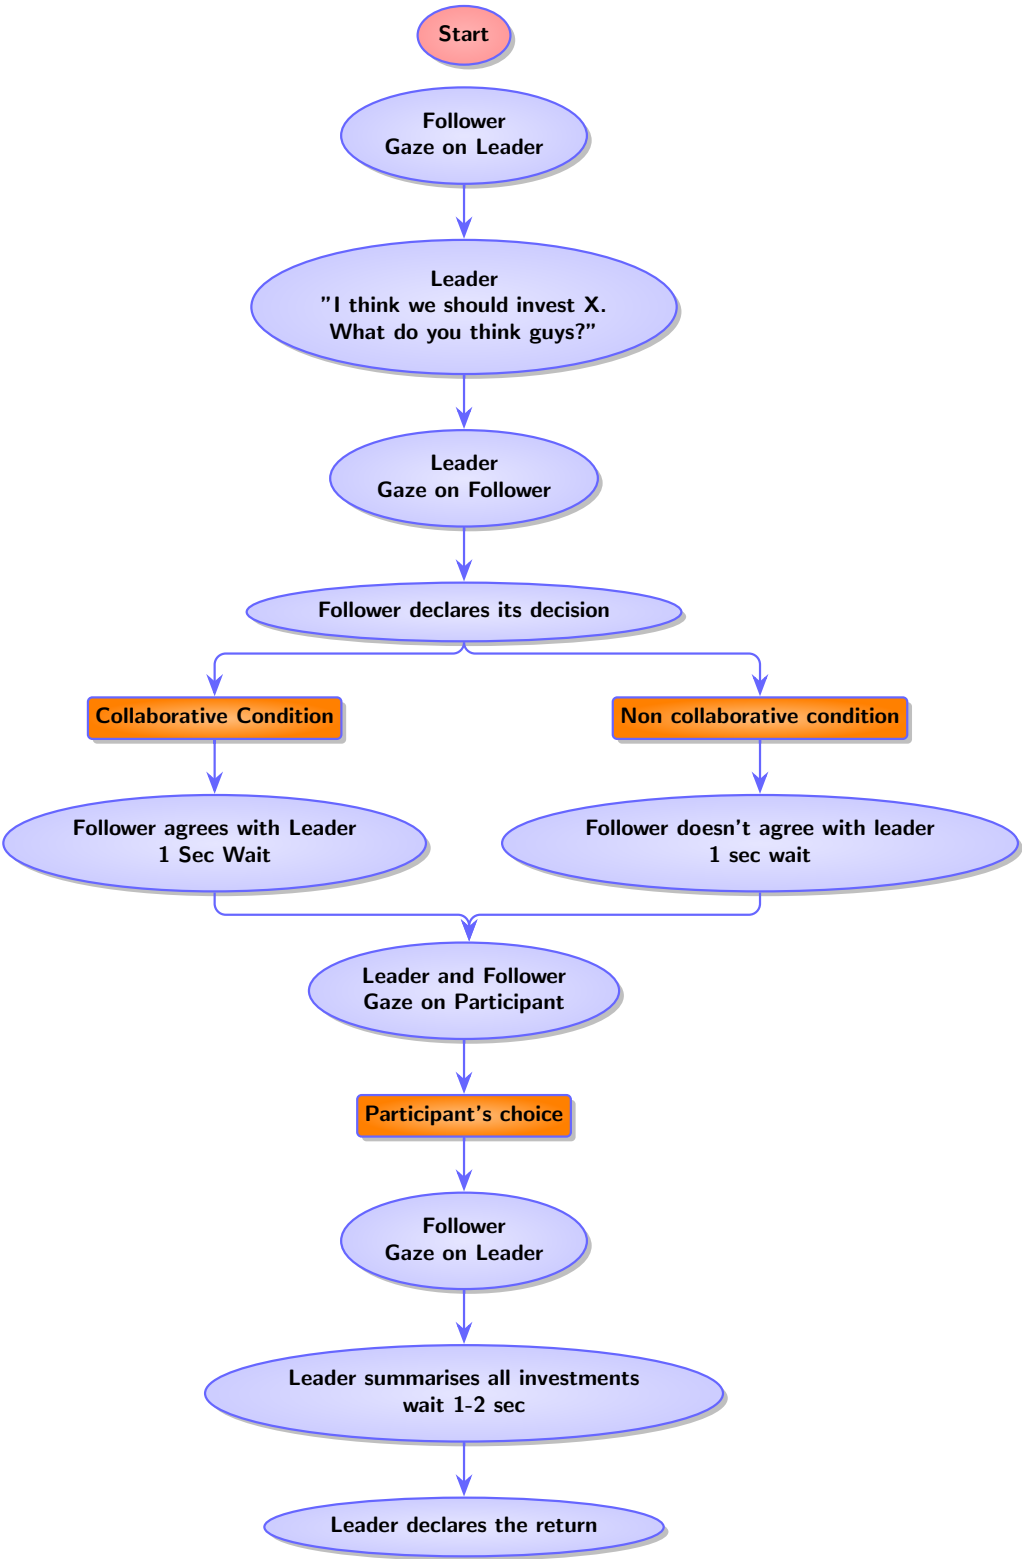 Start
Follower
Gaze on Leader
Leader
”I think we should invest X.
What do you think guys?”
Leader
Gaze on Follower
Follower declares its decision
Collaborative Condition
Non collaborative condition
Follower agrees with Leader
1 Sec Wait
Follower doesn’t agree with leader
1 sec wait
Leader and Follower
Gaze on Participant
Participant’s choice
Follower
Gaze on Leader
Leader summarises all investments
wait 1-2 sec
Leader declares the return